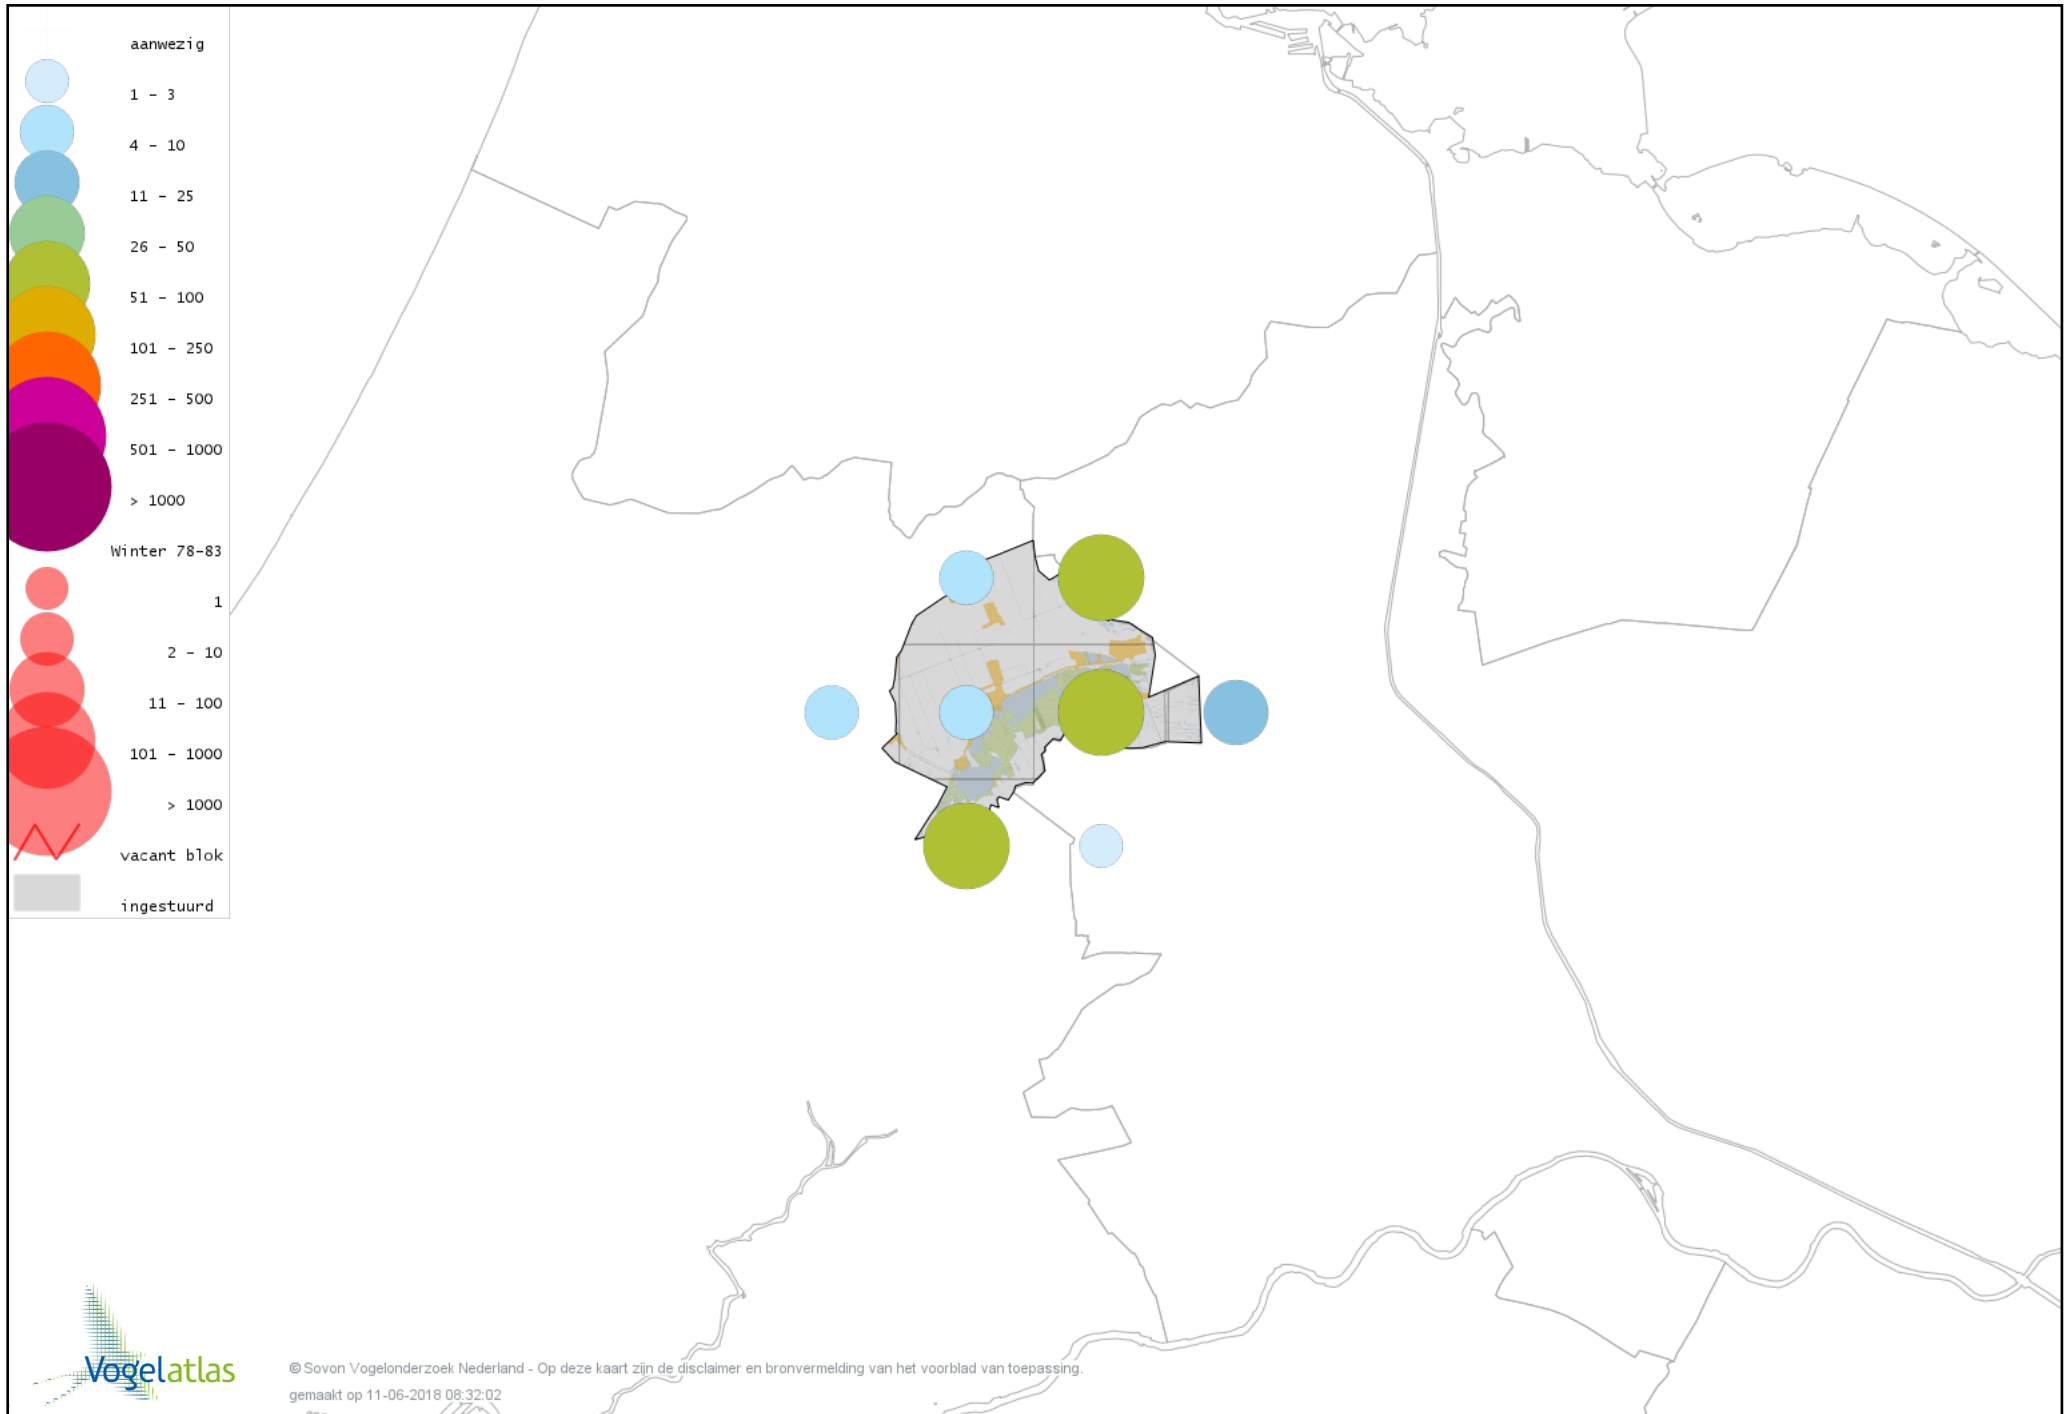 aanwezig
1 - 3
4 - 10
11 - 25
26 - 50
51 - 100
101 - 250
251 - 500
501 - 1000
> 1000
Winter 78-83
1
2 - 10
11 - 100
101 - 1000
> 1000
vacant blok
ingestuurd
Vogelatlas
© Sovon Vogelonderzoek Nederland - Op deze kaart zijn de disclaimer en bronvermelding van het voorblad van toepassing.
gemaakt op 11-06-2018 08:32:02